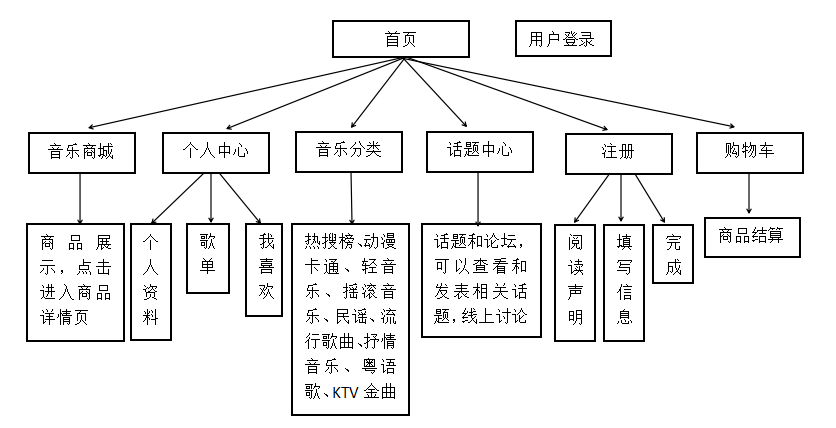 首页
用户登录
音乐商城
个人中心
音乐分类
话题中心
注册
购物车
商品展
示，点击
进入商品
详情页
个人资料
歌单
我喜欢
热搜榜、动漫
卡通、轻音
乐、摇滚音
乐、民谣、流
行歌曲、抒情
音乐、粤语
歌、KTV 金曲
话题和论坛，
可以查看和
发表相关话
题，线上讨论
阅读声明
填写信息
完成
商品结算